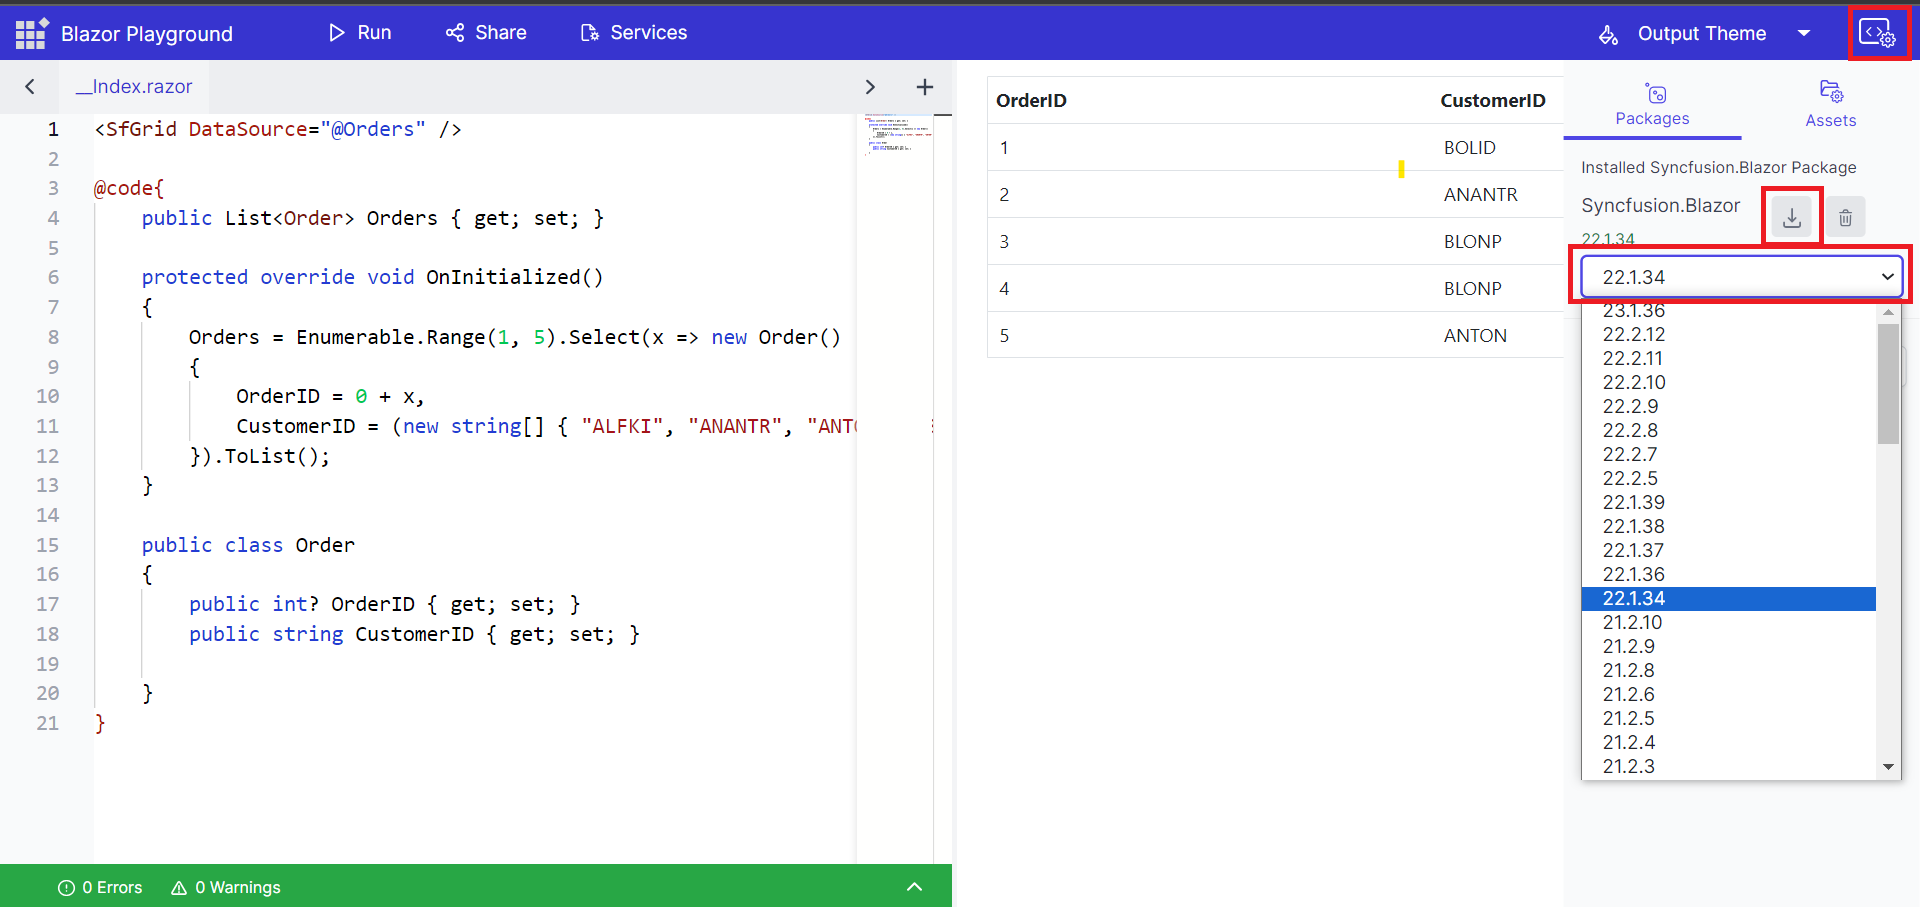 Blazor Playground
Run
Share
Services
Output Theme
__Index.razor
1 <SfGrid DataSource="@Orders" />
2
3 @code{
4 public List<Order> Orders { get; set; }
5
6 protected override void OnInitialized()
7 {
8 Orders = Enumerable.Range(1, 5).Select(x => new Order()
9 {
10 OrderID = 0 + x,
11 CustomerID = (new string[] { "ALFKI", "ANANTR", "ANTO
12 }).ToList();
13 }
14
15 public class Order
16 {
17 public int? OrderID { get; set; }
18 public string CustomerID { get; set; }
19
20 }
21 }
0 Errors
0 Warnings
OrderID CustomerID
1 BOLID
2 ANANTR
3 BLONP
4 BLONP
5 ANTON
Packages
Assets
Installed Syncfusion.Blazor Package
Syncfusion.Blazor
22.1.34
22.1.34
23.1.36
22.2.12
22.2.11
22.2.10
22.2.9
22.2.8
22.2.7
22.2.5
22.1.39
22.1.38
22.1.37
22.1.36
22.1.34
21.2.10
21.2.9
21.2.8
21.2.6
21.2.5
21.2.4
21.2.3